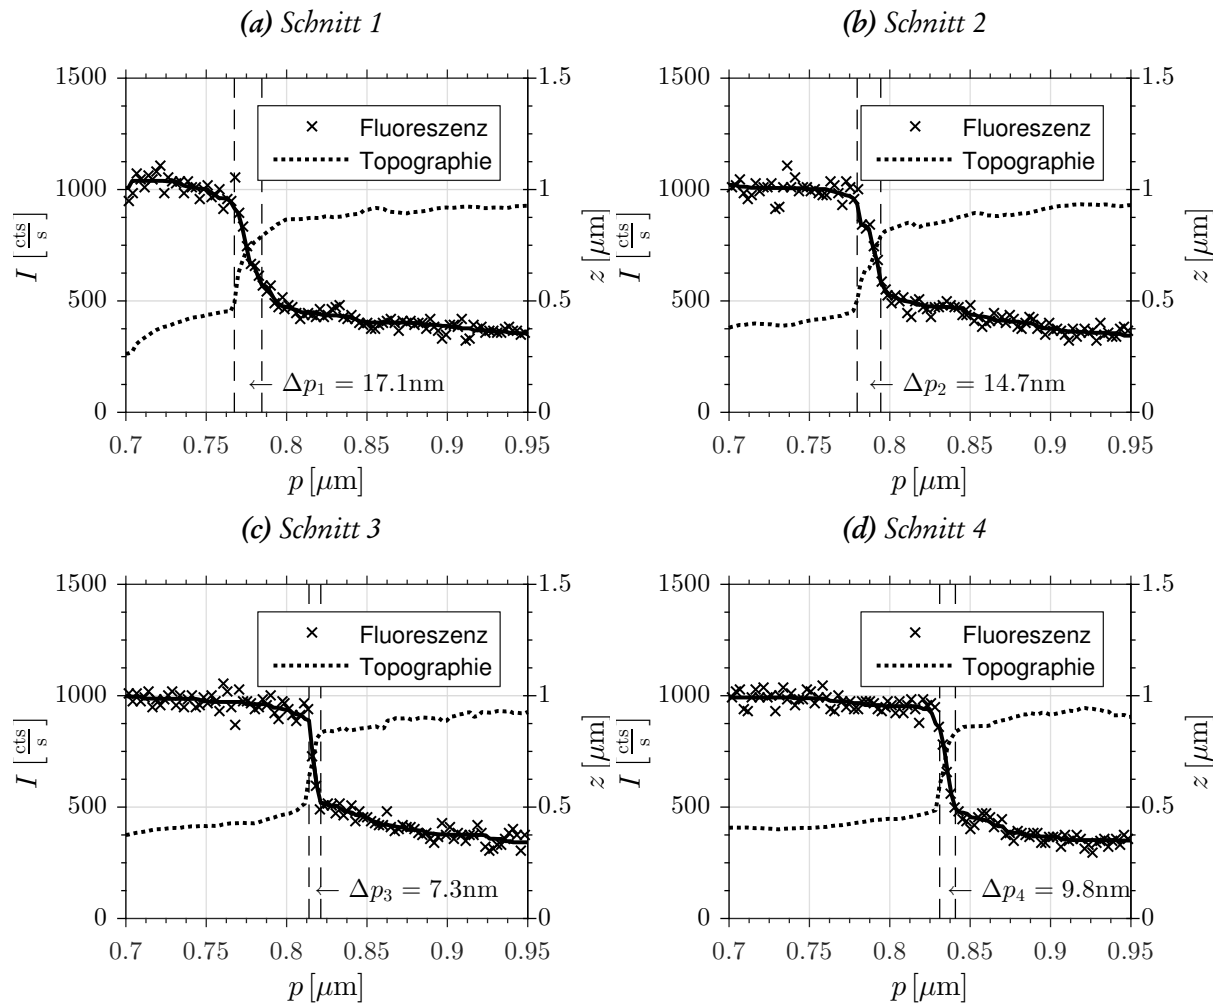 (a) Schnitt 1
1500
1000
500
0
I [cts/s]
1.5
1
0.5
0
z [μm]
× Fluoreszenz
Topographie
← Δp₁ = 17.1nm
0.7 0.75 0.8 0.85 0.9 0.95
p [μm]
(b) Schnitt 2
1500
1000
500
0
I [cts/s]
1.5
1
0.5
0
z [μm]
× Fluoreszenz
Topographie
← Δp₂ = 14.7nm
0.7 0.75 0.8 0.85 0.9 0.95
p [μm]
(c) Schnitt 3
1500
1000
500
0
I [cts/s]
1.5
1
0.5
0
z [μm]
× Fluoreszenz
Topographie
← Δp₃ = 7.3nm
0.7 0.75 0.8 0.85 0.9 0.95
p [μm]
(d) Schnitt 4
1500
1000
500
0
I [cts/s]
1.5
1
0.5
0
z [μm]
× Fluoreszenz
Topographie
← Δp₄ = 9.8nm
0.7 0.75 0.8 0.85 0.9 0.95
p [μm]